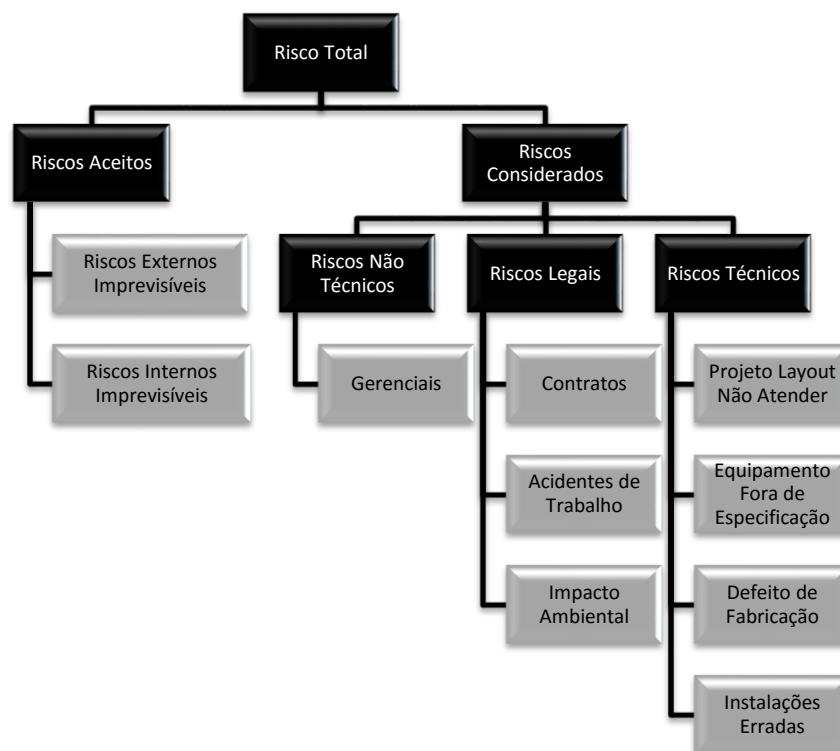 Risco Total
Riscos Aceitos
Riscos
Considerados
Riscos Externos
Imprevisíveis
Riscos Internos
Imprevisíveis
Riscos Não
Técnicos
Gerenciais
Riscos Legais
Contratos
Acidentes de
Trabalho
Impacto
Ambiental
Riscos Técnicos
Projeto Layout
Não Atender
Equipamento
Fora de
Especificação
Defeito de
Fabricação
Instalações
Erradas